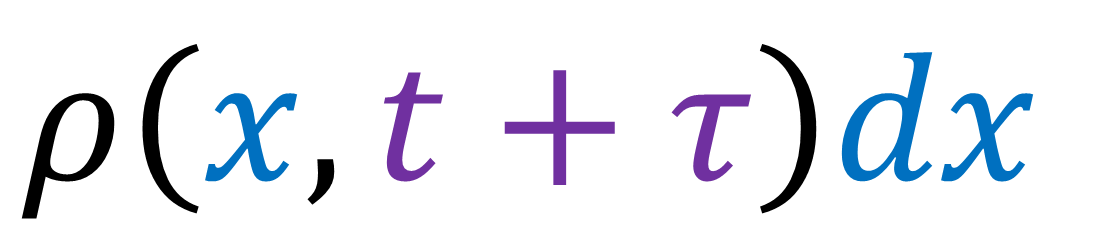 ρ(x, t + τ)dx